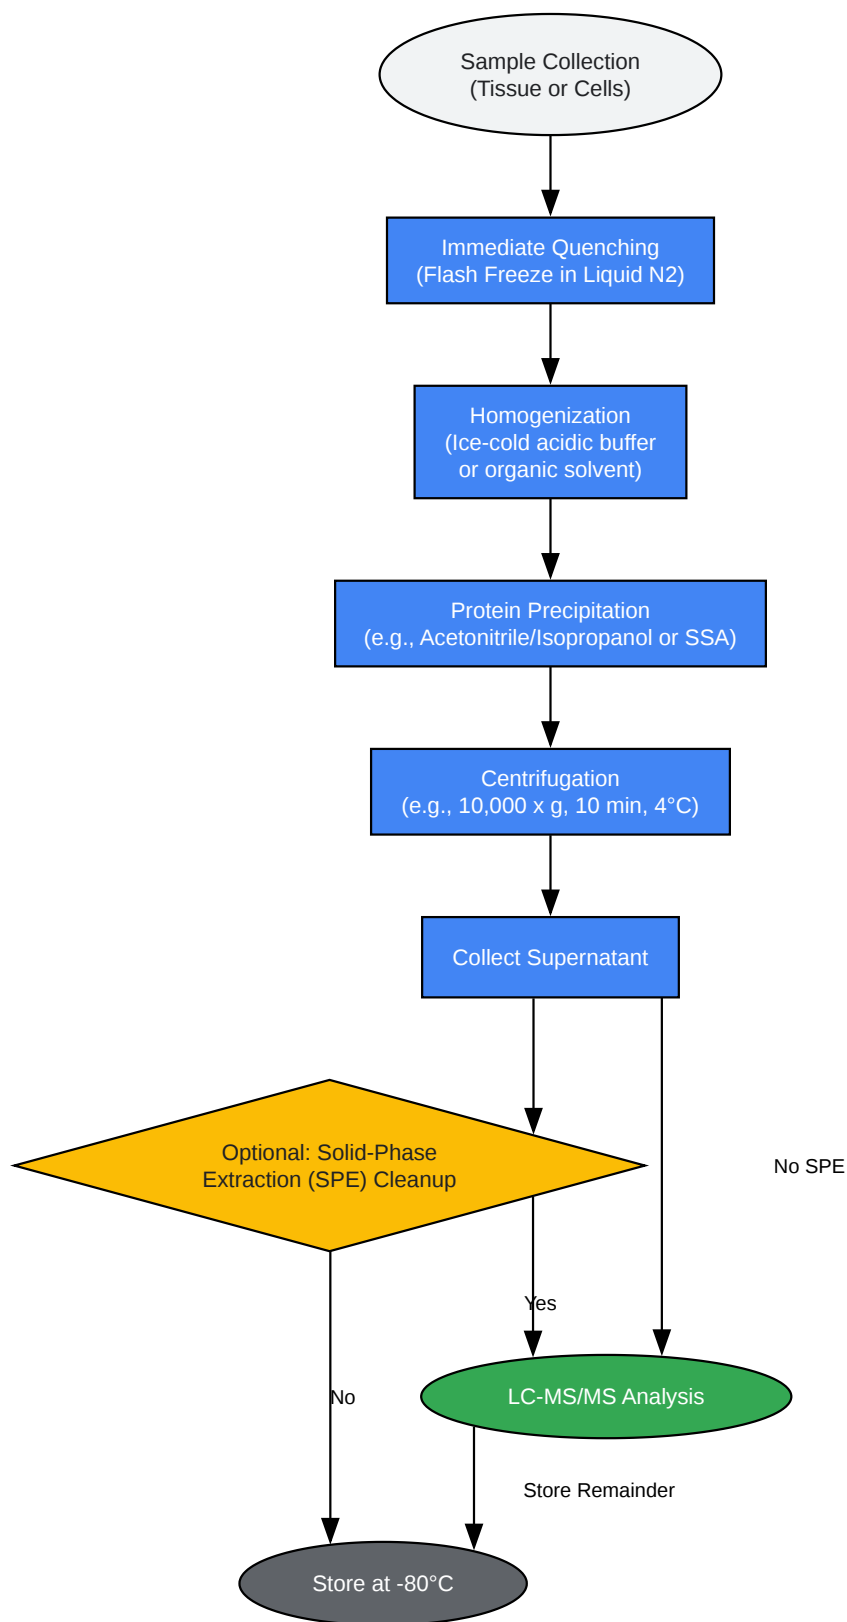 Sample Collection
(Tissue or Cells)
Immediate Quenching
(Flash Freeze in Liquid N2)
Homogenization
(Ice-cold acidic buffer
or organic solvent)
Protein Precipitation
(e.g., Acetonitrile/Isopropanol or SSA)
Centrifugation
(e.g., 10,000 x g, 10 min, 4°C)
Collect Supernatant
Optional: Solid-Phase
Extraction (SPE) Cleanup
No SPE
Yes
No
LC-MS/MS Analysis
Store Remainder
Store at -80°C